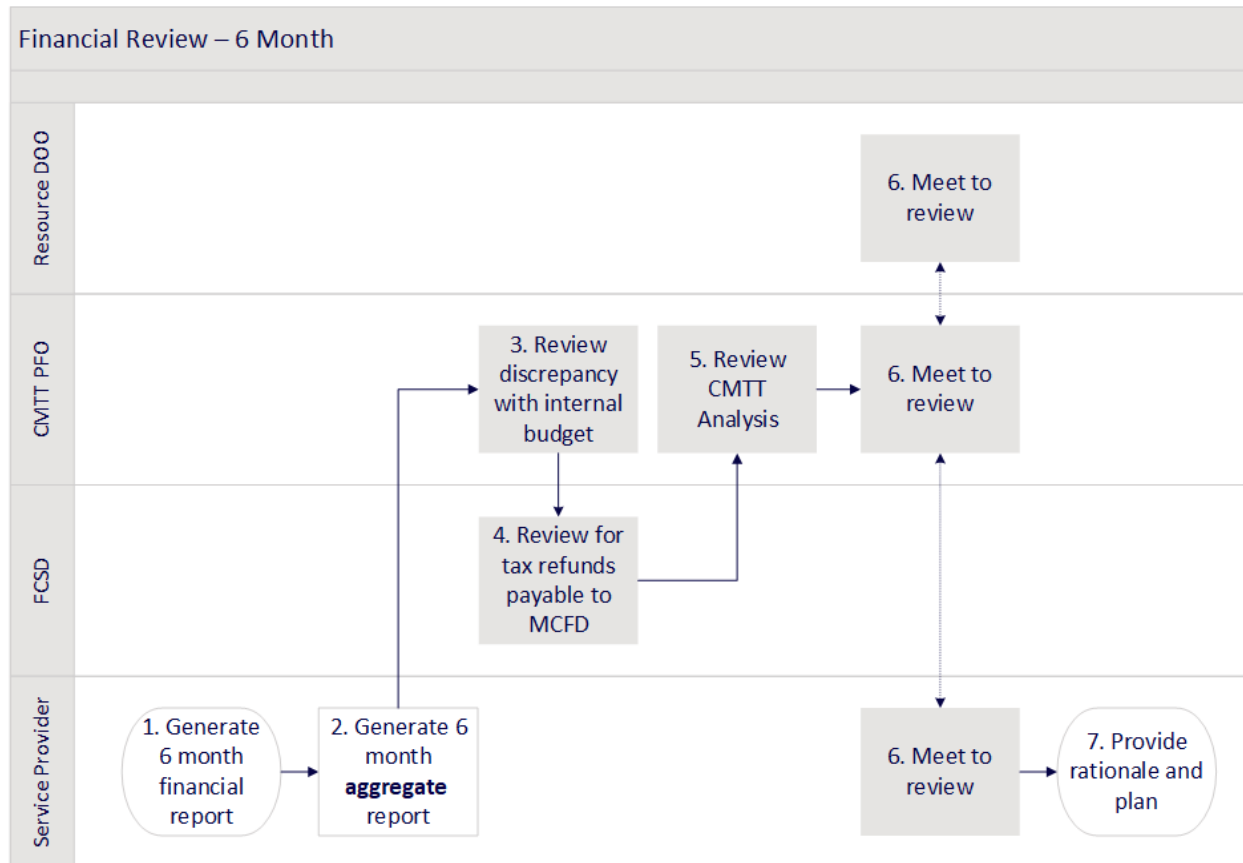 Financial Review – 6 Month
Resource DOO
6. Meet to
review
CMTT PFO
3. Review
discrepancy
with internal
budget
5. Review
CMTT
Analysis
6. Meet to
review
FCSD
4. Review for
tax refunds
payable to
MCFD
Service Provider
1. Generate
6 month
financial
report
2. Generate 6
month
aggregate
report
6. Meet to
review
7. Provide
rationale and
plan